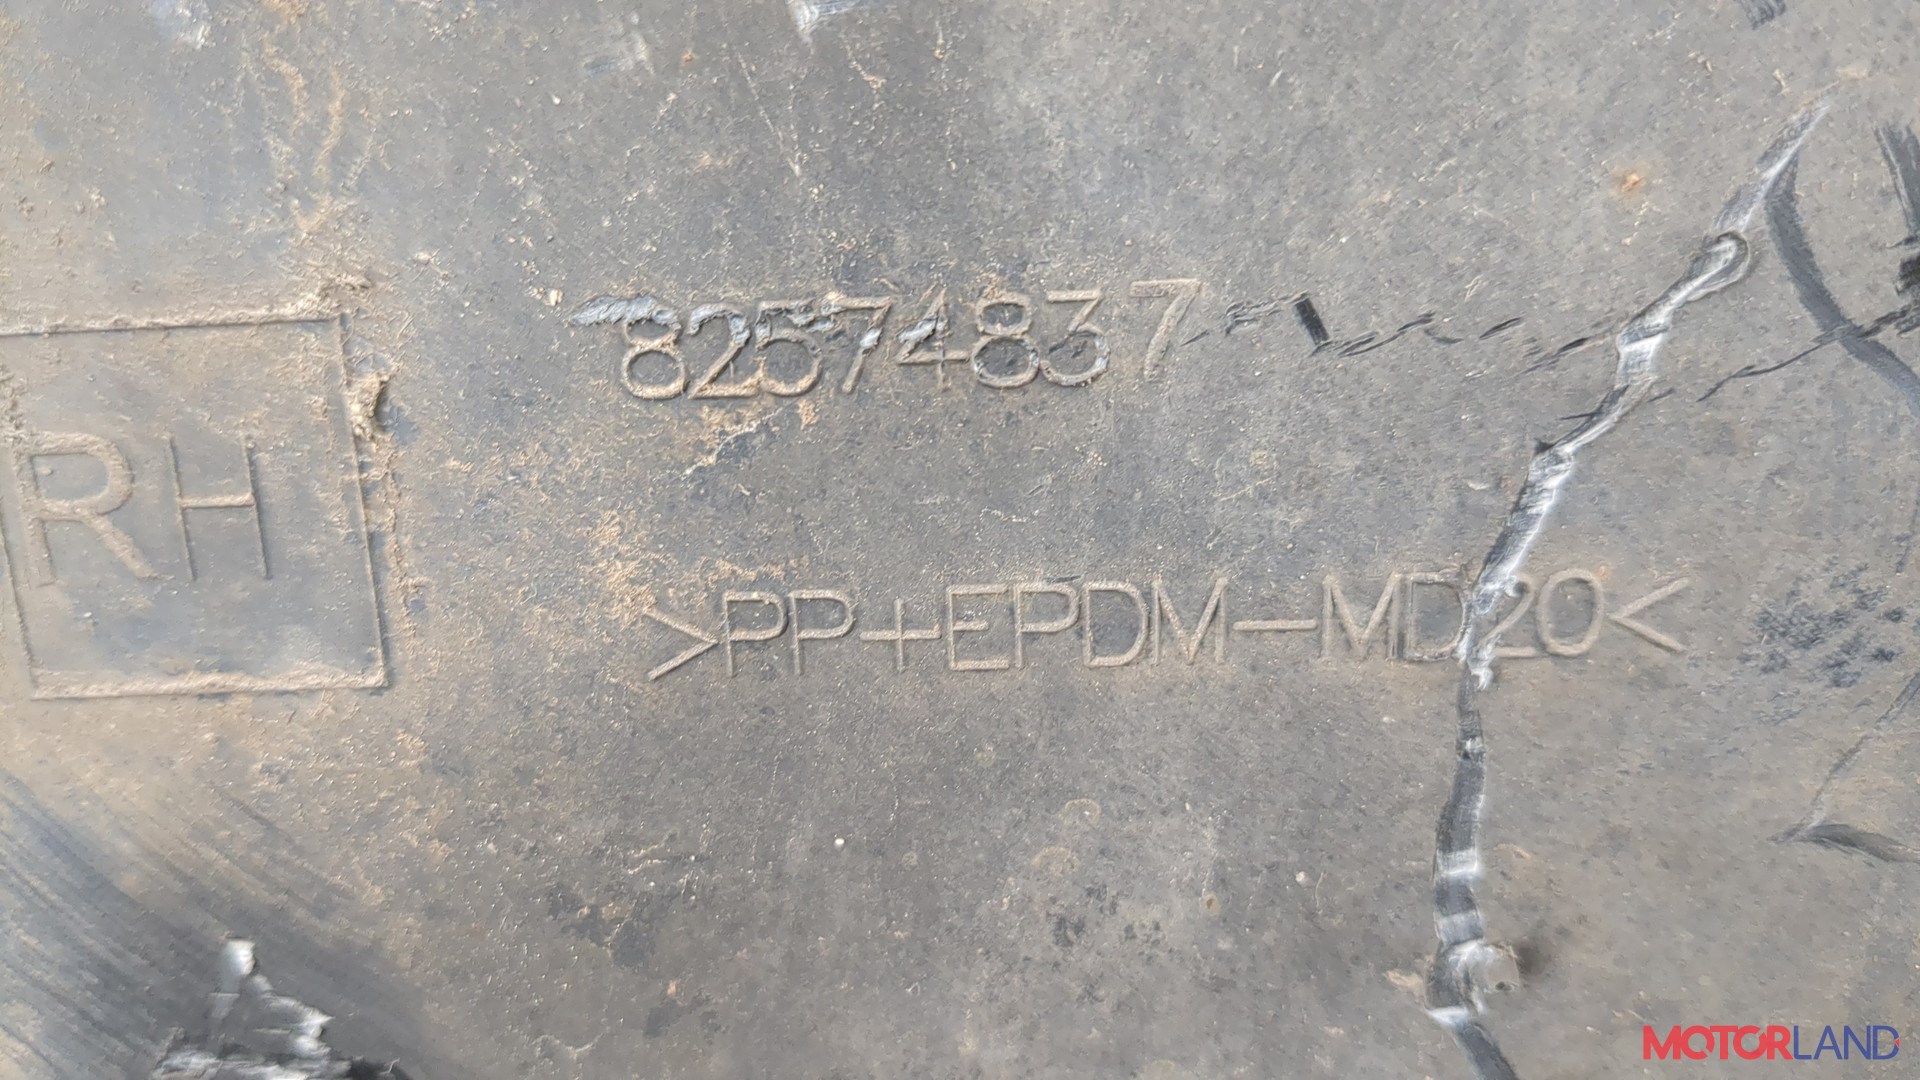 82574837
RH
>PP+EPDM-MD20<
MOTORLAND